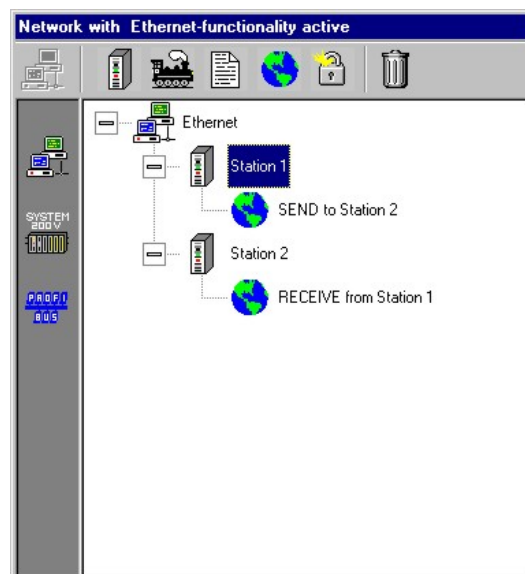 Network with Ethernet-functionality active
Ethernet
Station 1
SYSTEM
200V
SEND to Station 2
Station 2
PROFI
BUS
RECEIVE from Station 1